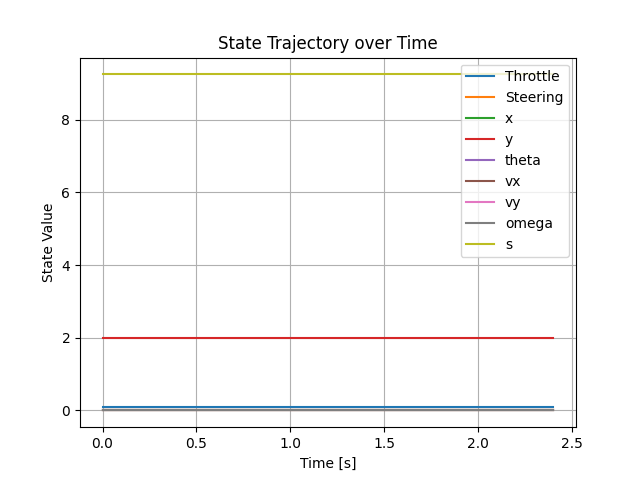 State Trajectory over Time
Throttle
Steering
x
y
theta
vx
vy
omega
s
State Value
8
6
4
2
0
0.0 0.5 1.0 1.5 2.0 2.5
Time [s]